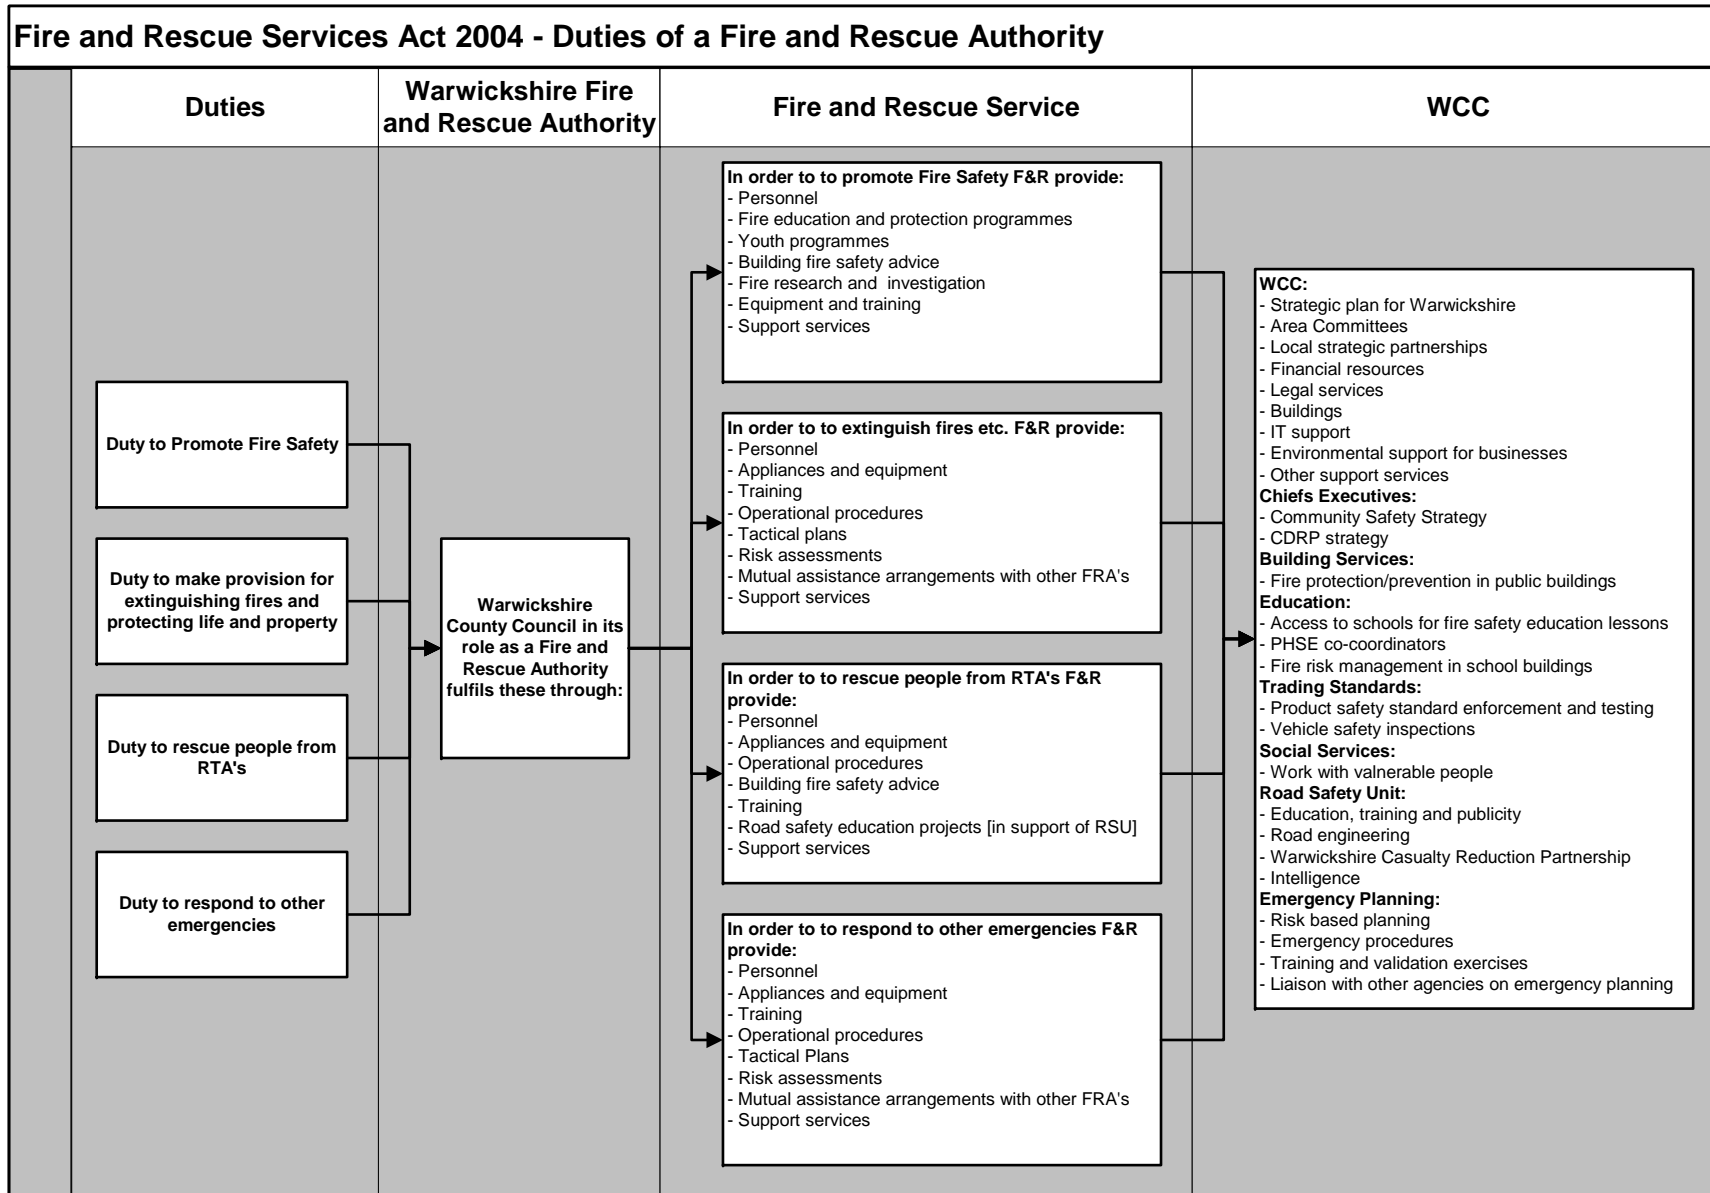 Fire and Rescue Services Act 2004 - Duties of a Fire and Rescue Authority
Duties
Warwickshire Fire
and Rescue Authority
Fire and Rescue Service
WCC
Duty to Promote Fire Safety
Duty to make provision for
extinguishing fires and
protecting life and property
Duty to rescue people from
RTA's
Duty to respond to other
emergencies
Warwickshire
County Council in its
role as a Fire and
Rescue Authority
fulfils these through:
In order to to promote Fire Safety F&R provide:
- Personnel
- Fire education and protection programmes
- Youth programmes
- Building fire safety advice
- Fire research and  investigation
- Equipment and training
- Support services
In order to to extinguish fires etc. F&R provide:
- Personnel
- Appliances and equipment
- Training
- Operational procedures
- Tactical plans
- Risk assessments
- Mutual assistance arrangements with other FRA's
- Support services
In order to to rescue people from RTA's F&R
provide:
- Personnel
- Appliances and equipment
- Operational procedures
- Building fire safety advice
- Training
- Road safety education projects [in support of RSU]
- Support services
In order to to respond to other emergencies F&R
provide:
- Personnel
- Appliances and equipment
- Training
- Operational procedures
- Tactical Plans
- Risk assessments
- Mutual assistance arrangements with other FRA's
- Support services
WCC:
- Strategic plan for Warwickshire
- Area Committees
- Local strategic partnerships
- Financial resources
- Legal services
- Buildings
- IT support
- Environmental support for businesses
- Other support services
Chiefs Executives:
- Community Safety Strategy
- CDRP strategy
Building Services:
- Fire protection/prevention in public buildings
Education:
- Access to schools for fire safety education lessons
- PHSE co-coordinators
- Fire risk management in school buildings
Trading Standards:
- Product safety standard enforcement and testing
- Vehicle safety inspections
Social Services:
- Work with valnerable people
Road Safety Unit:
- Education, training and publicity
- Road engineering
- Warwickshire Casualty Reduction Partnership
- Intelligence
Emergency Planning:
- Risk based planning
- Emergency procedures
- Training and validation exercises
- Liaison with other agencies on emergency planning